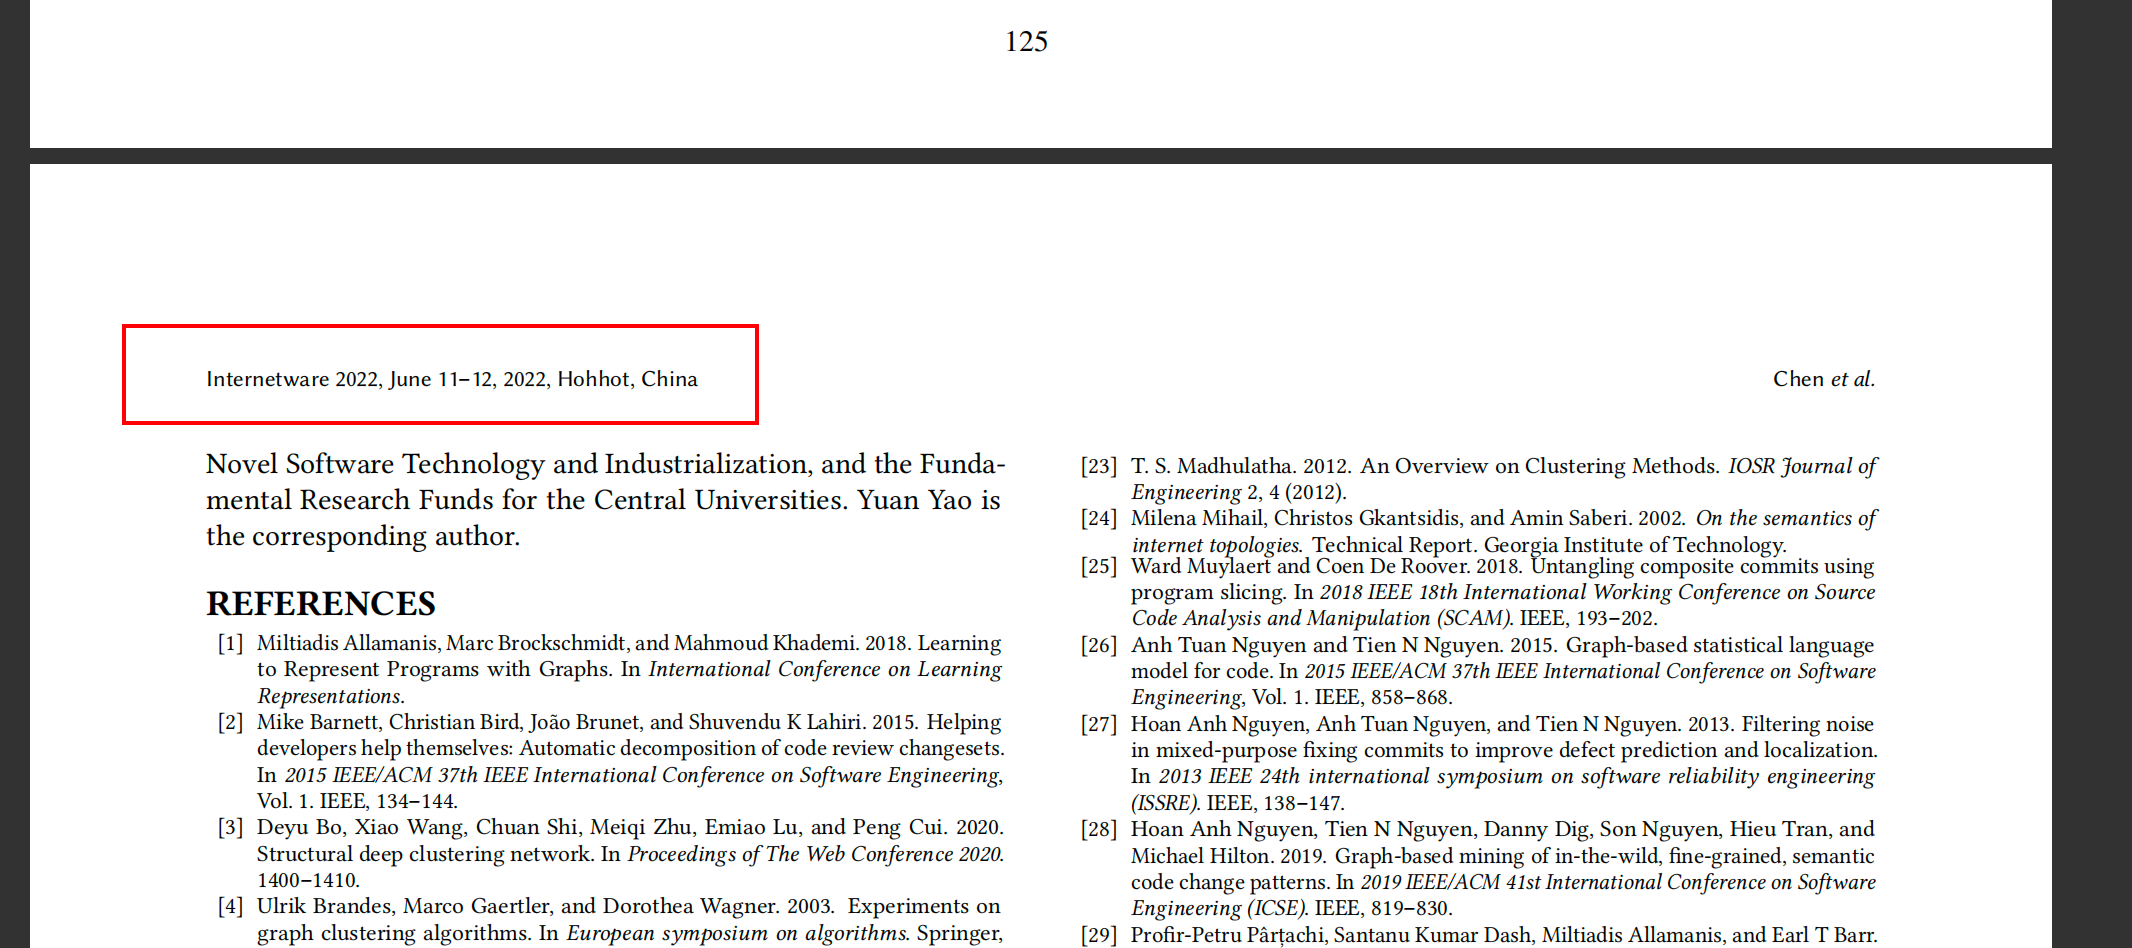 125
Internetware 2022, June 11–12, 2022, Hohhot, China
Chen et al.
Novel Software Technology and Industrialization, and the Funda-
mental Research Funds for the Central Universities. Yuan Yao is
the corresponding author.
REFERENCES
[1] Miltiadis Allamanis, Marc Brockschmidt, and Mahmoud Khademi. 2018. Learning
to Represent Programs with Graphs. In International Conference on Learning
Representations.
[2] Mike Barnett, Christian Bird, João Brunet, and Shuvendu K Lahiri. 2015. Helping
developers help themselves: Automatic decomposition of code review changesets.
In 2015 IEEE/ACM 37th IEEE International Conference on Software Engineering,
Vol. 1. IEEE, 134–144.
[3] Deyu Bo, Xiao Wang, Chuan Shi, Meiqi Zhu, Emiao Lu, and Peng Cui. 2020.
Structural deep clustering network. In Proceedings of The Web Conference 2020.
1400–1410.
[4] Ulrik Brandes, Marco Gaertler, and Dorothea Wagner. 2003. Experiments on
graph clustering algorithms. In European symposium on algorithms. Springer,
[23] T. S. Madhulatha. 2012. An Overview on Clustering Methods. IOSR Journal of
Engineering 2, 4 (2012).
[24] Milena Mihail, Christos Gkantsidis, and Amin Saberi. 2002. On the semantics of
internet topologies. Technical Report. Georgia Institute of Technology.
[25] Ward Muylaert and Coen De Roover. 2018. Untangling composite commits using
program slicing. In 2018 IEEE 18th International Working Conference on Source
Code Analysis and Manipulation (SCAM). IEEE, 193–202.
[26] Anh Tuan Nguyen and Tien N Nguyen. 2015. Graph-based statistical language
model for code. In 2015 IEEE/ACM 37th IEEE International Conference on Software
Engineering, Vol. 1. IEEE, 858–868.
[27] Hoan Anh Nguyen, Anh Tuan Nguyen, and Tien N Nguyen. 2013. Filtering noise
in mixed-purpose fixing commits to improve defect prediction and localization.
In 2013 IEEE 24th international symposium on software reliability engineering
(ISSRE). IEEE, 138–147.
[28] Hoan Anh Nguyen, Tien N Nguyen, Danny Dig, Son Nguyen, Hieu Tran, and
Michael Hilton. 2019. Graph-based mining of in-the-wild, fine-grained, semantic
code change patterns. In 2019 IEEE/ACM 41st International Conference on Software
Engineering (ICSE). IEEE, 819–830.
[29] Profir-Petru Pârțachi, Santanu Kumar Dash, Miltiadis Allamanis, and Earl T Barr.